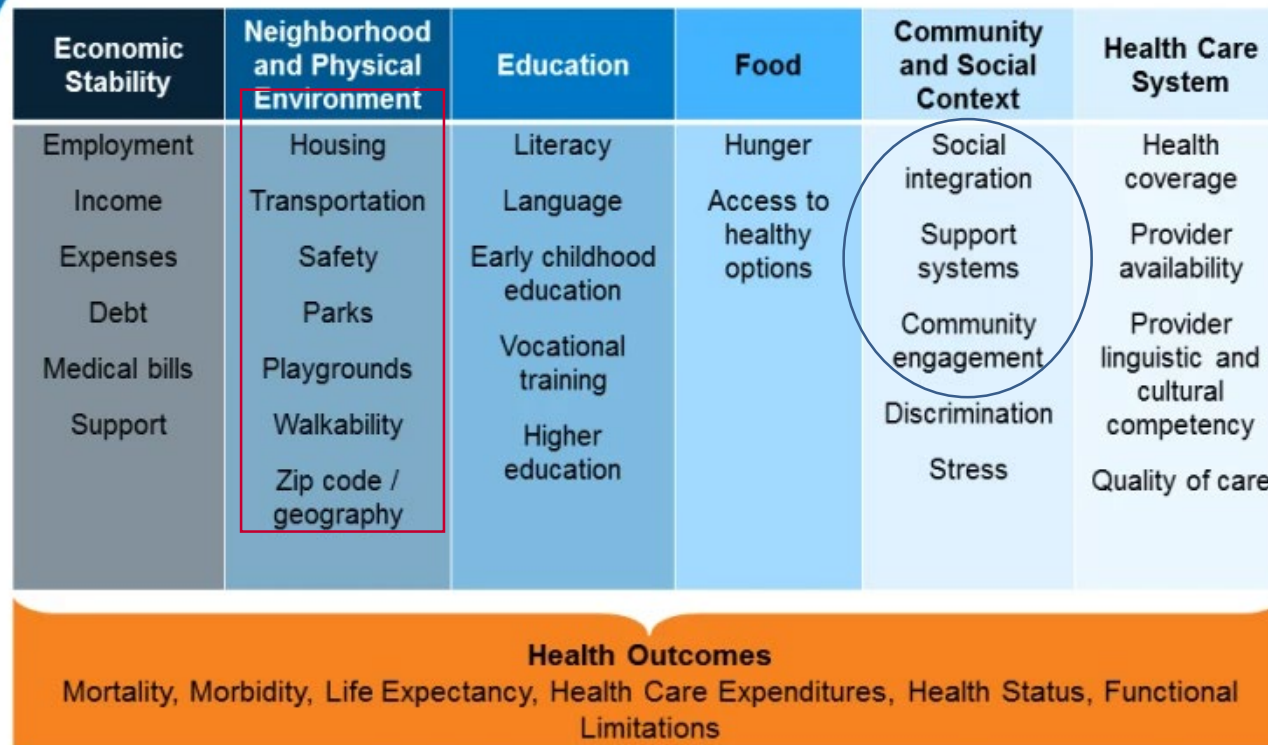 Economic
Stability
Neighborhood
and Physical
Environment
Education
Food
Community
and Social
Context
Health Care
System
Employment
Income
Expenses
Debt
Medical bills
Support
Housing
Transportation
Safety
Parks
Playgrounds
Walkability
Zip code /
geography
Literacy
Language
Early childhood
education
Vocational
training
Higher
education
Hunger
Access to
healthy
options
Social
integration
Support
systems
Community
engagement
Discrimination
Stress
Health
coverage
Provider
availability
Provider
linguistic and
cultural
competency
Quality of care
Health Outcomes
Mortality, Morbidity, Life Expectancy, Health Care Expenditures, Health Status, Functional
Limitations